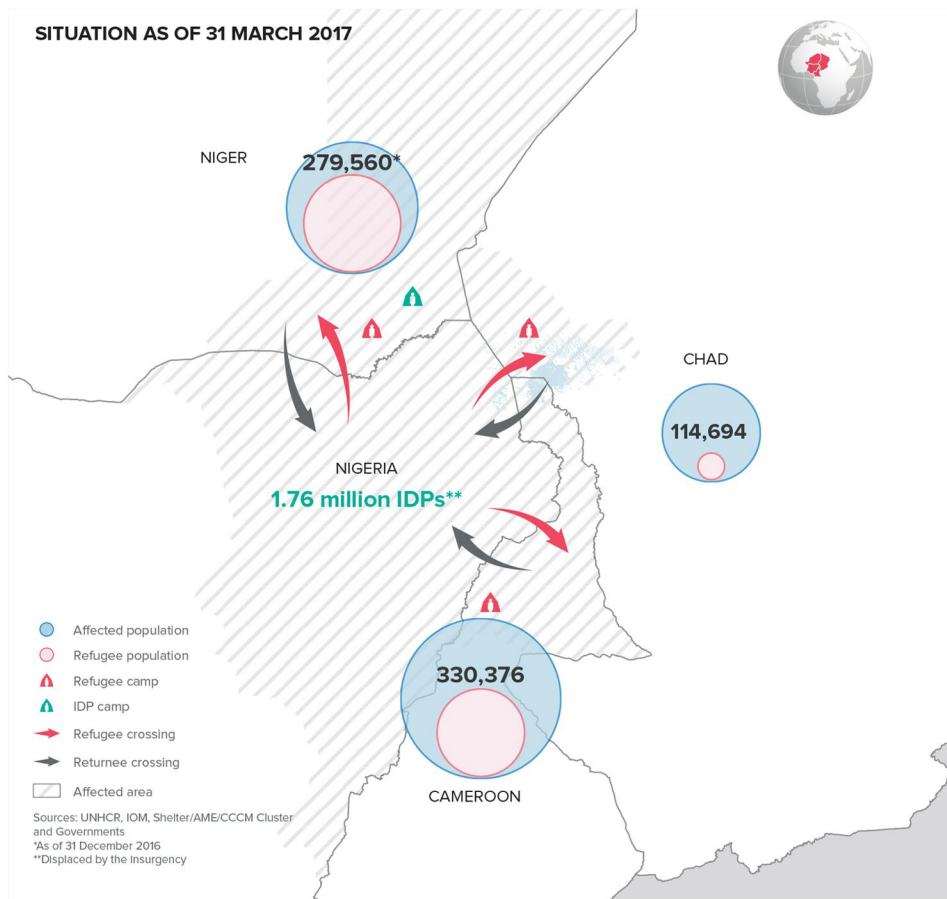 SITUATION AS OF 31 MARCH 2017
NIGER
279,560*
CHAD
114,694
NIGERIA
1.76 million IDPs**
330,376
CAMEROON
Affected population
Refugee population
Refugee camp
IDP camp
Refugee crossing
Returnee crossing
Affected area
Sources: UNHCR, IOM, Shelter/AME/CCCM Cluster
and Governments
*As of 31 December 2016
**Displaced by the Insurgency